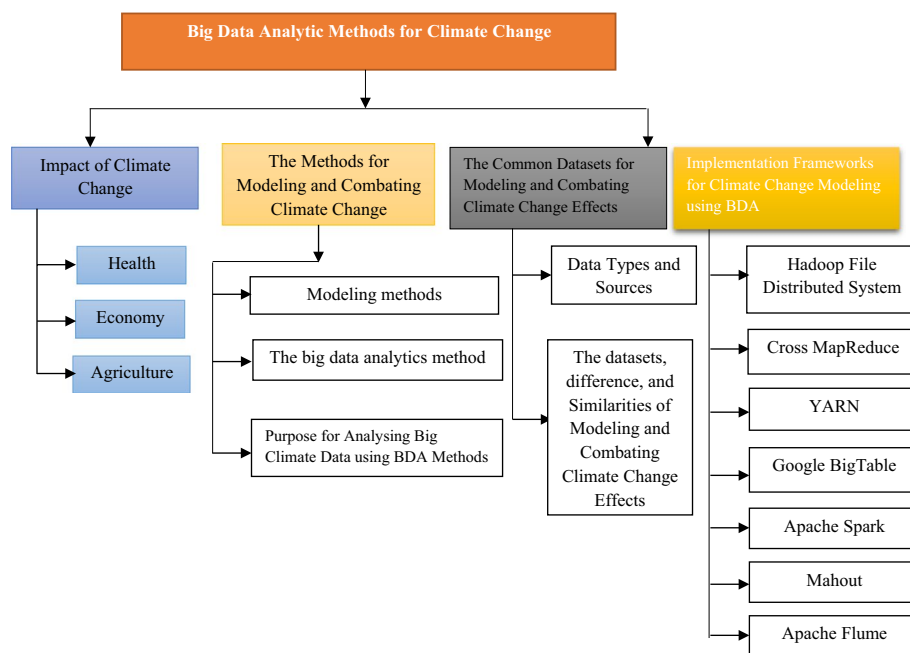 Big Data Analytic Methods for Climate Change
Impact of Climate
Change
Health
Economy
Agriculture
The Methods for
Modeling and Combating
Climate Change
Modeling methods
The big data analytics method
Purpose for Analysing Big
Climate Data using BDA Methods
The Common Datasets for
Modeling and Combating
Climate Change Effects
Data Types and
Sources
The datasets,
difference, and
Similarities of
Modeling and
Combating
Climate Change
Effects
Implementation Frameworks
for Climate Change Modeling
using BDA
Hadoop File
Distributed System
Cross MapReduce
YARN
Google BigTable
Apache Spark
Mahout
Apache Flume